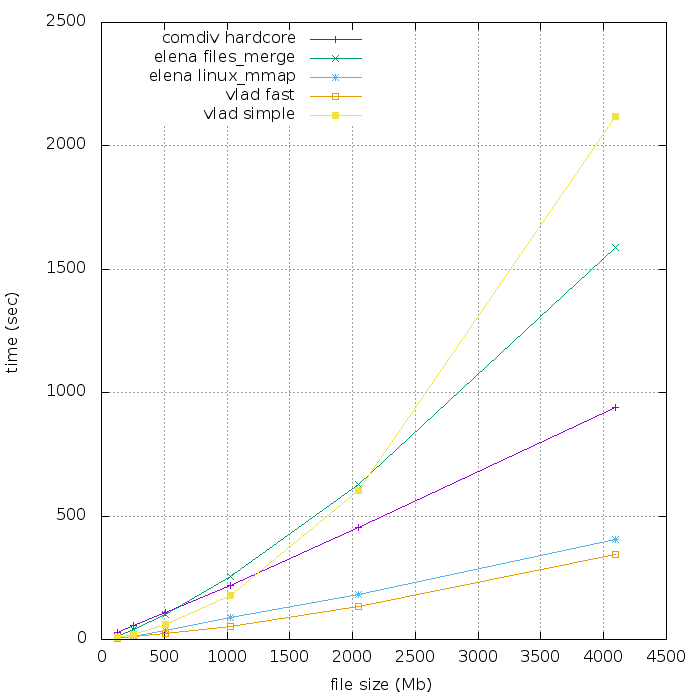 comdiv hardcore
elena files_merge
elena linux_mmap
vlad fast
vlad simple
2500
2000
1500
1000
500
0
time (sec)
0 500 1000 1500 2000 2500 3000 3500 4000 4500
file size (Mb)